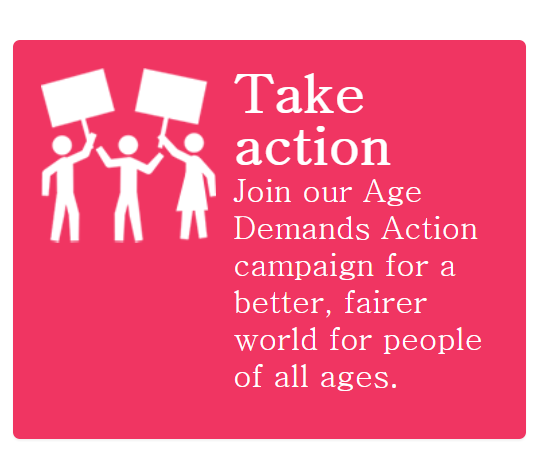 Take
action
Join our Age
Demands Action
campaign for a
better, fairer
world for people
of all ages.